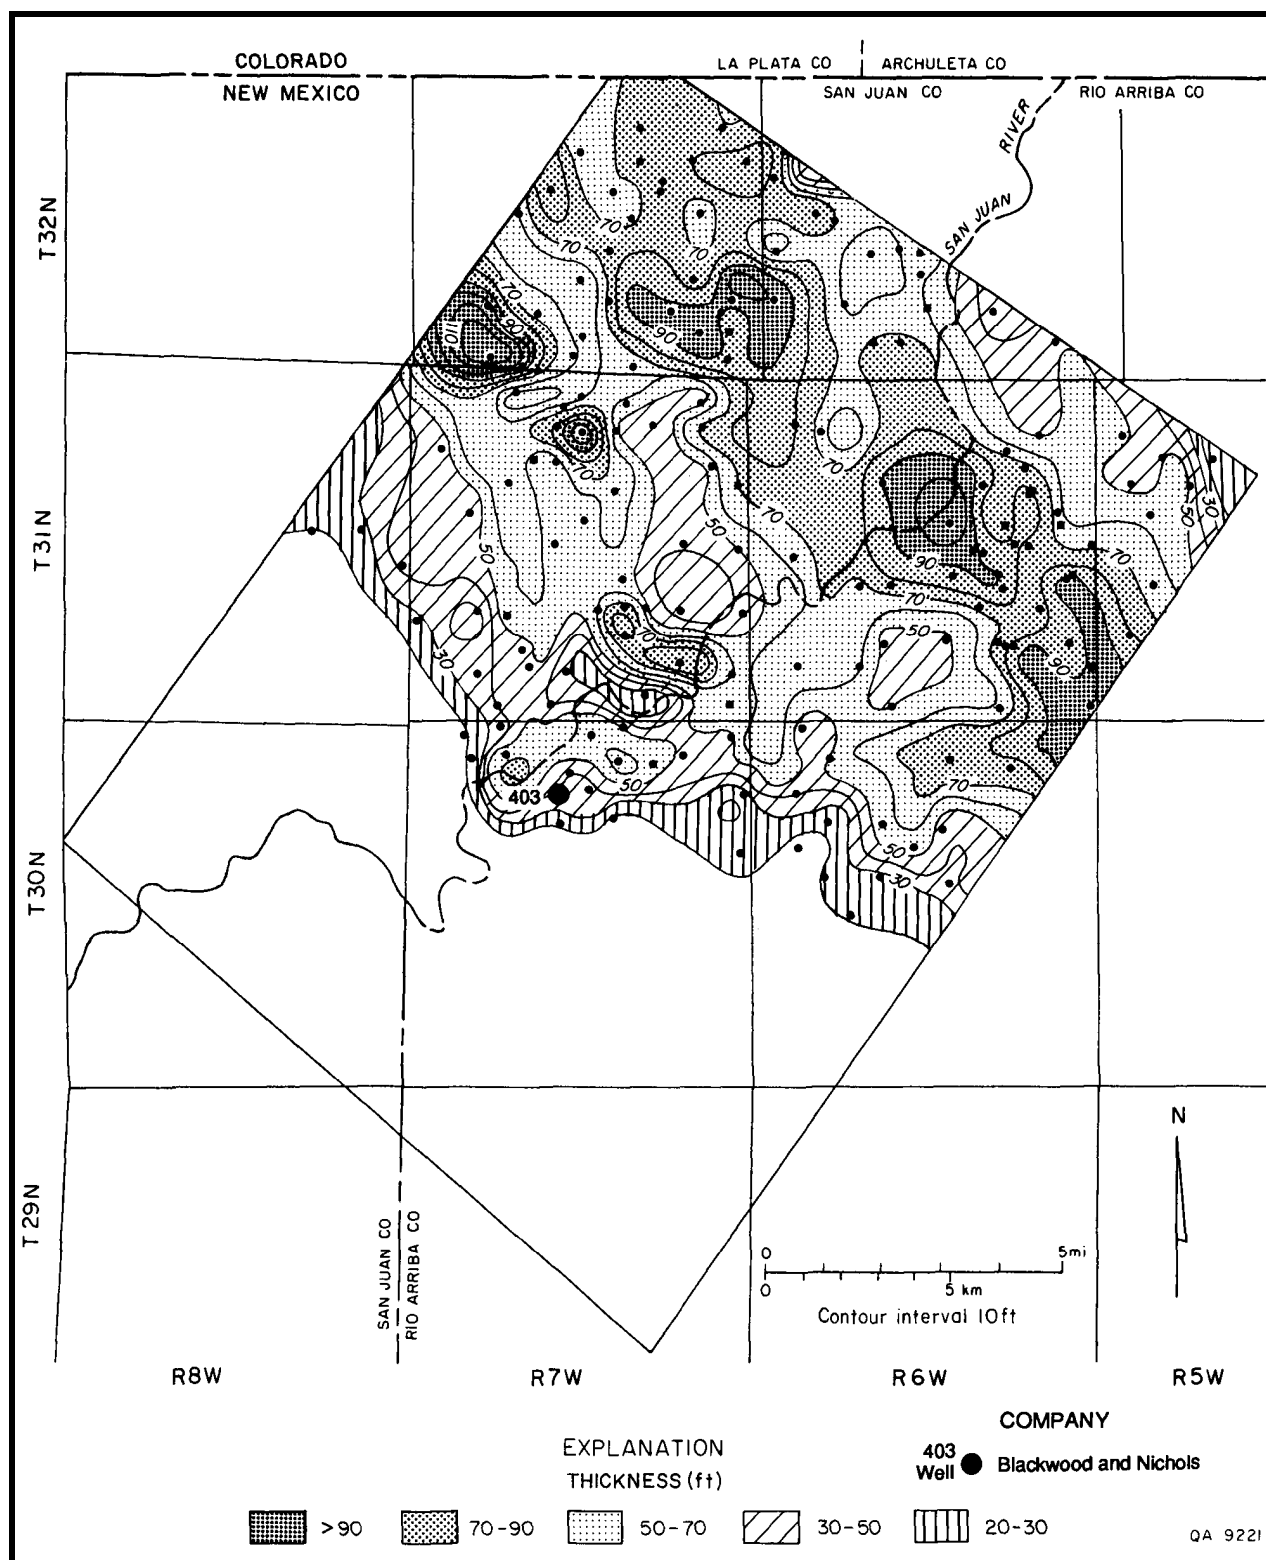 COLORADO
NEW MEXICO
LA PLATA CO
ARCHULETA CO
SAN JUAN CO
RIO ARRIBA CO
SAN JUAN RIVER
T32N
T31N
T30N
T29N
70
70
70
70
90
110
90
70
70
70
50
50
70
30
50
70
90
70
50
70
30
90
50
70
50
30
403
SAN JUAN CO
RIO ARRIBA CO
N
0
5mi
0
5 km
Contour interval 10ft
R8W
R7W
R6W
R5W
EXPLANATION
THICKNESS (ft)
COMPANY
403
Well
Blackwood and Nichols
>90
70-90
50-70
30-50
20-30
QA 9221